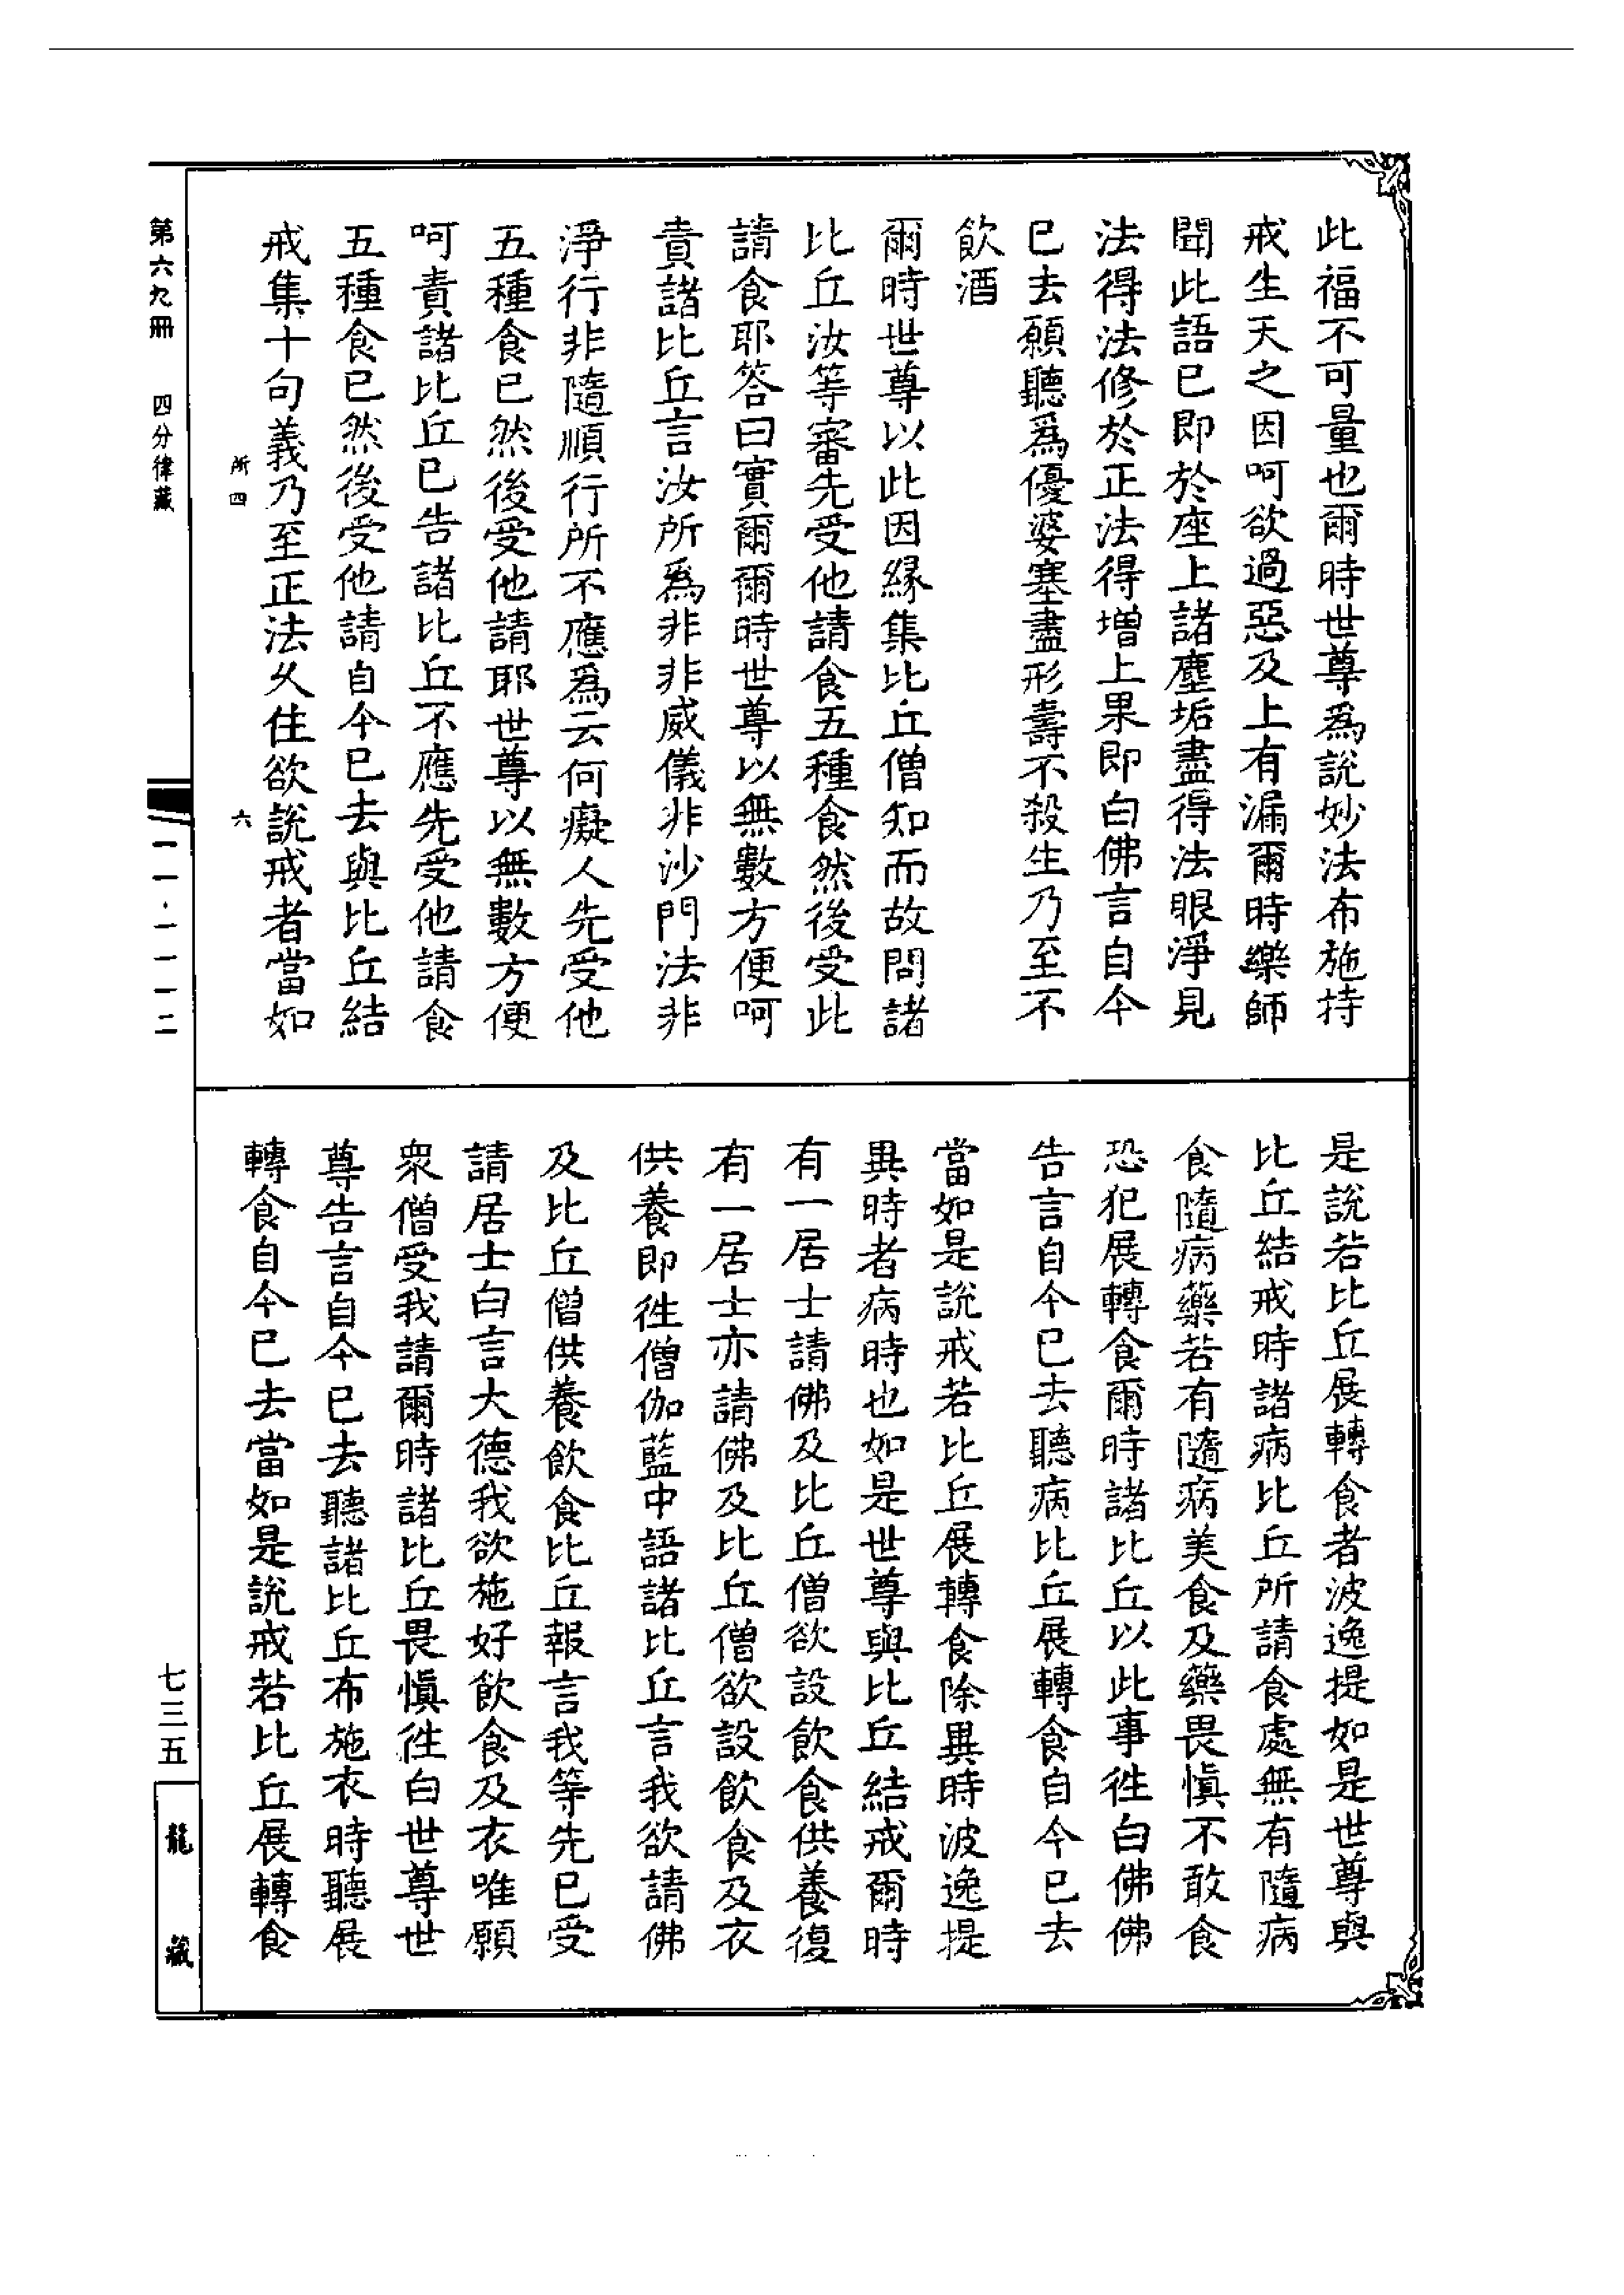 此福不可量也爾時世尊爲說妙法布施持
戒生天之因呵欲過惡及上有漏爾時樂師
聞此語已即於座上諸塵垢盡得法眼淨見
法得法修於正法得增上果即白佛言自今
已去願聽爲優婆塞盡形壽不殺生乃至不
飲酒
爾時世尊以此因緣集比丘僧知而故問諸
比丘汝等審先受他請食五種食然後受此
請食耶答曰實爾爾時世尊以無數方便呵
責諸比丘言汝所爲非非威儀非沙門法非
淨行非隨順行所不應爲云何癡人先受他
五種食已然後受他請耶世尊以無數方便
呵責諸比丘已告諸比丘不應先受他請食
五種食已然後受他請自今已去與比丘結
戒集十句義乃至正法久住欲說戒者當如
所四 六
是說若比丘展轉食者波逸提如是世尊與
比丘結戒時諸病比丘所請食處無有隨病
食隨病藥若有隨病美食及藥畏慎不敢食
恐犯展轉食爾時諸比丘以此事徃白佛佛
告言自今已去聽病比丘展轉食自今已去
當如是說戒若比丘展轉食除異時波逸提
異時者病時也如是世尊與比丘結戒爾時
有一居士請佛及比丘僧欲設飲食供養復
有一居士亦請佛及比丘僧欲設飲食及衣
供養即徃僧伽藍中語諸比丘言我欲請佛
及比丘僧供養飲食比丘報言我等先已受
請居士白言大德我欲施好飲食及衣唯願
衆僧受我請爾時諸比丘畏慎徃白世尊世
尊告言自今已去聽諸比丘布施衣時聽展
轉食自今已去當如是說戒若比丘展轉食
第六九冊 四分律藏 一一·一一一二
七三五
龍藏